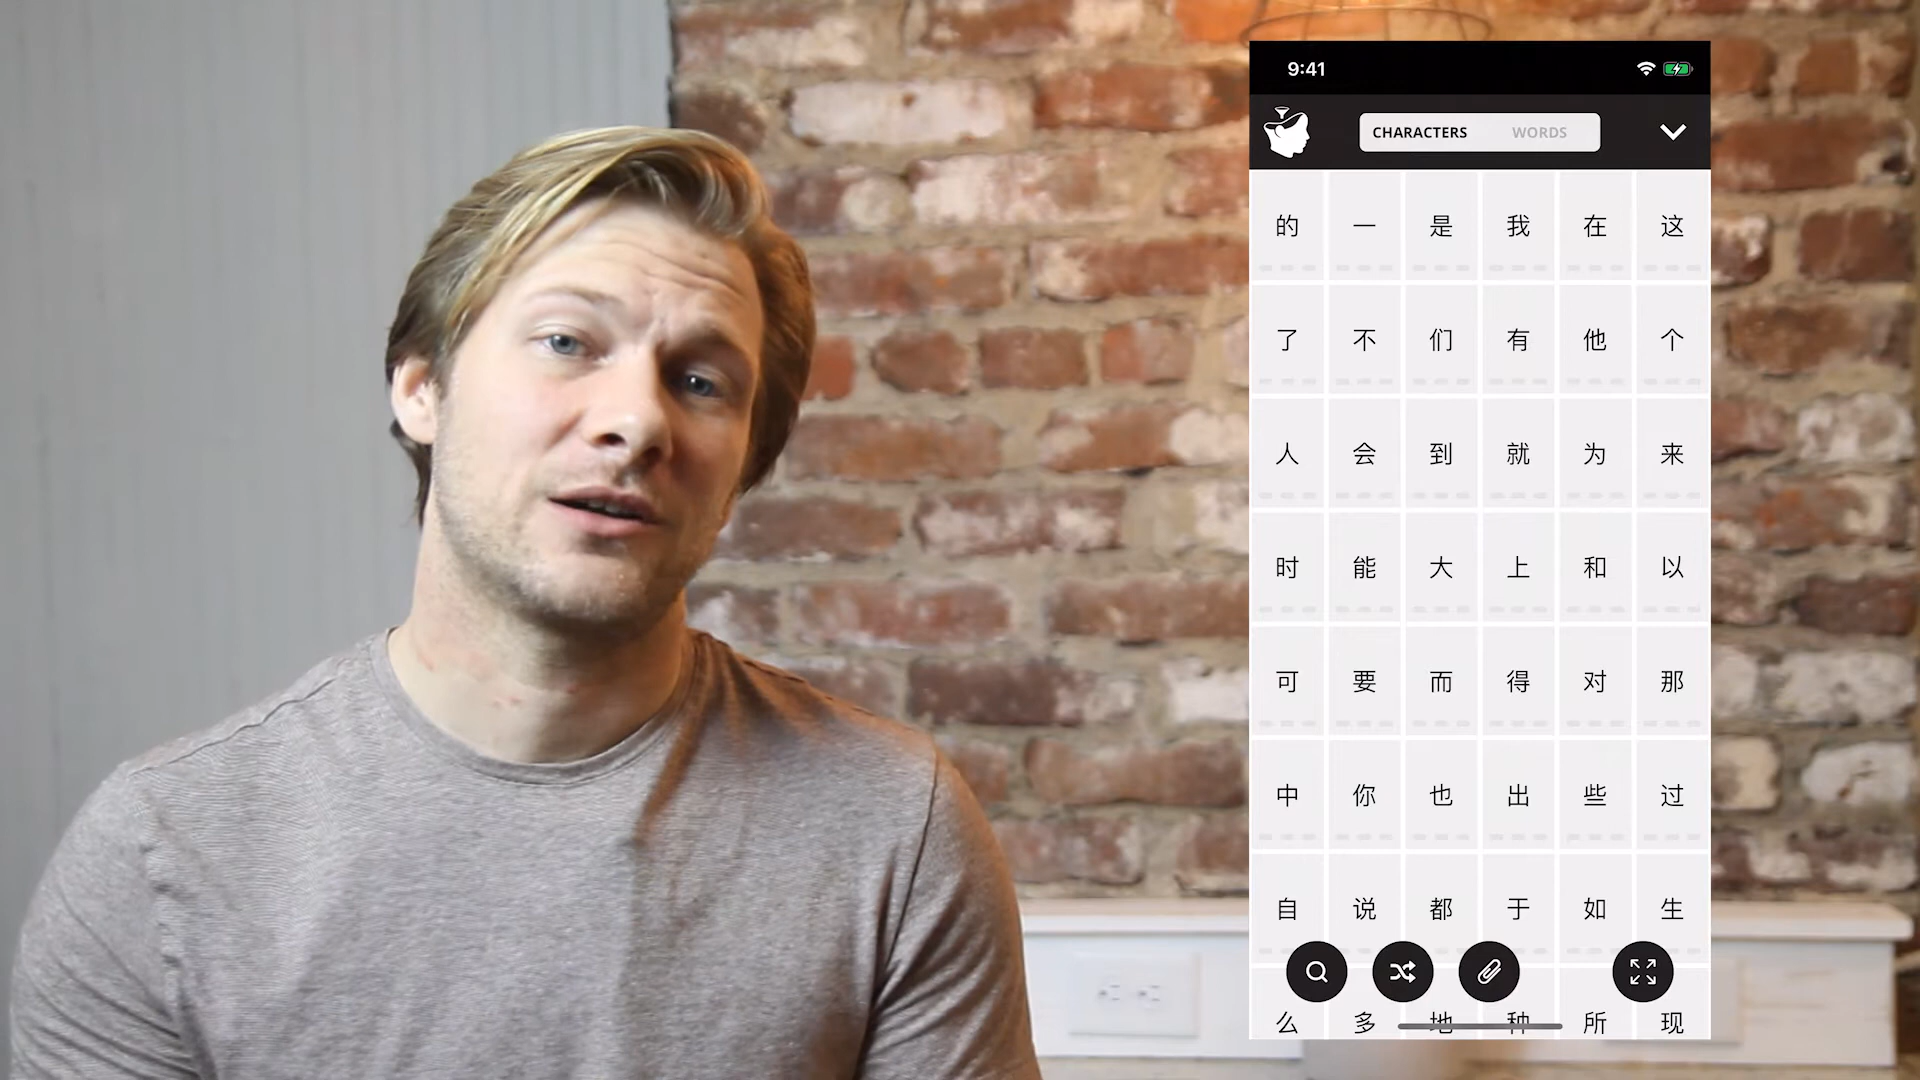 9:41
CHARACTERS WORDS
的 一 是 我 在 这
了 不 们 有 他 个
人 会 到 就 为 来
时 能 大 上 和 以
可 要 而 得 对 那
中 你 也 出 些 过
自 说 都 于 如 生
么 多 地 种 所 现